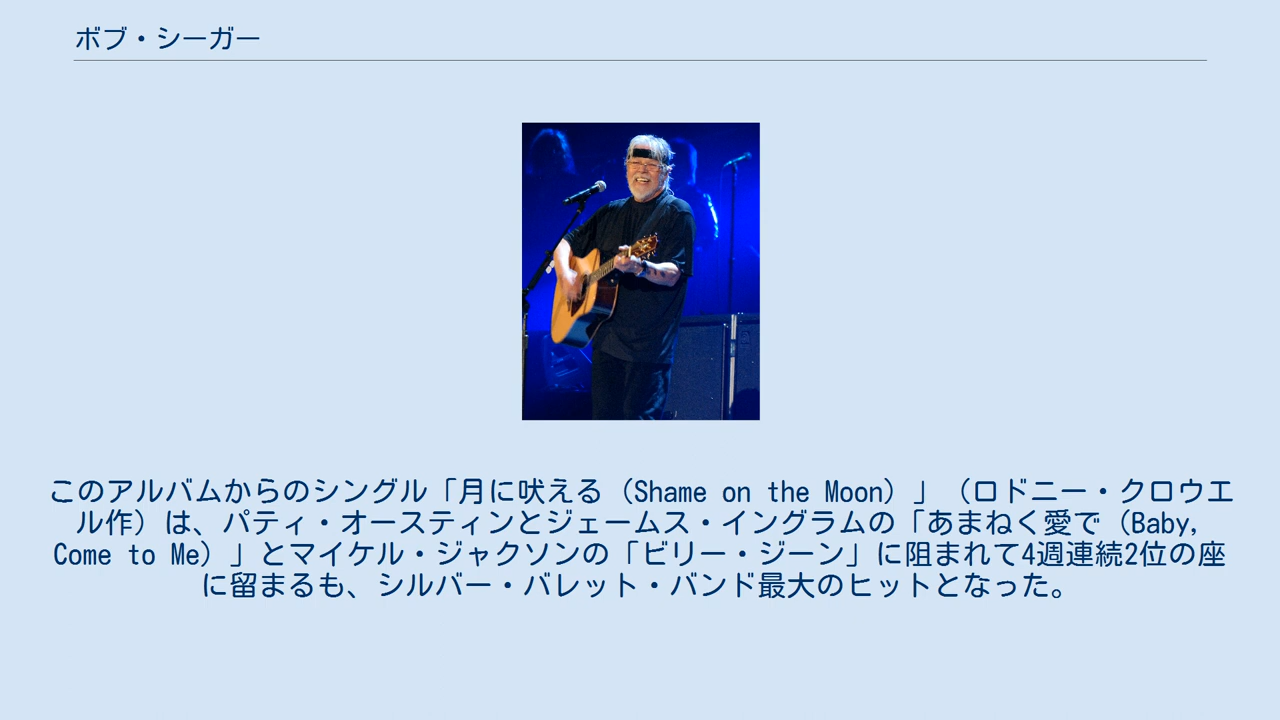 ボブ・シーガー
このアルバムからのシングル「月に吠える（Shame on the Moon）」（ロドニー・クロウエ
ル作）は、パティ・オースティンとジェームス・イングラムの「あまねく愛で（Baby,
Come to Me）」とマイケル・ジャクソンの「ビリー・ジーン」に阻まれて4週連続2位の座
に留まるも、シルバー・バレット・バンド最大のヒットとなった。